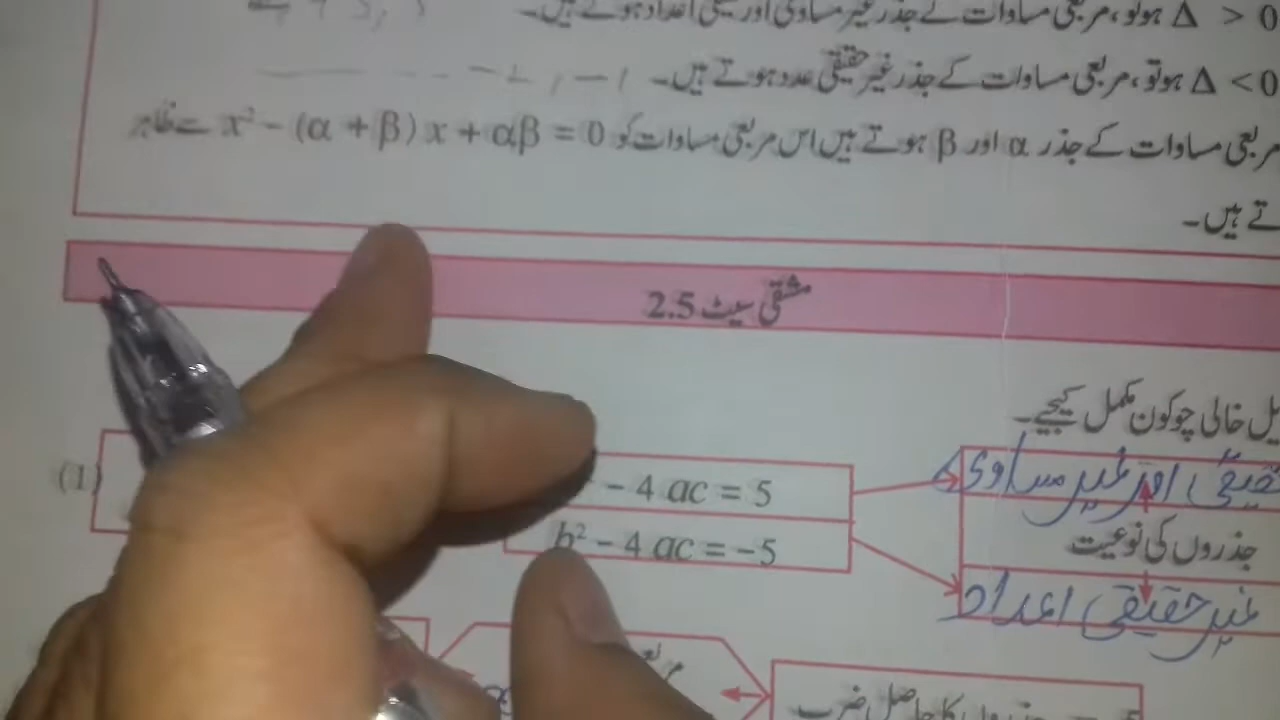 Δ > 0 ہوتو، مربعی مساوات کے جذر غیر مساوی اور حقیقی اعداد ہوتے ہیں۔
Δ < 0 ہوتو، مربعی مساوات کے جذر غیر حقیقی عدد ہوتے ہیں۔
مربعی مساوات کے جذر α اور β ہوتے ہیں اس مربعی مساوات کو x² − (α + β) x + αβ = 0 سے ظاہر
تے ہیں۔
مشقی سیٹ 2.5
خالی چوکون مکمل کیجیے۔
(1)
− 4 ac = 5
حقیقی اور غیر مساوی
b² − 4 ac = −5
جذروں کی نوعیت
غیر حقیقی اعداد
جذروں کا حاصل ضرب